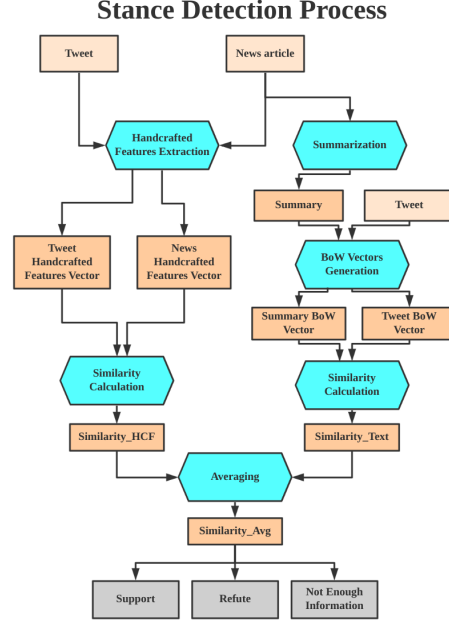 Stance Detection Process
Tweet
News article
Handcrafted
Features Extraction
Summarization
Summary
Tweet
Tweet
Handcrafted
Features Vector
News
Handcrafted
Features Vector
BoW Vectors
Generation
Summary BoW
Vector
Tweet BoW
Vector
Similarity
Calculation
Similarity
Calculation
Similarity_HCF
Similarity_Text
Averaging
Similarity_Avg
Support
Refute
Not Enough
Information